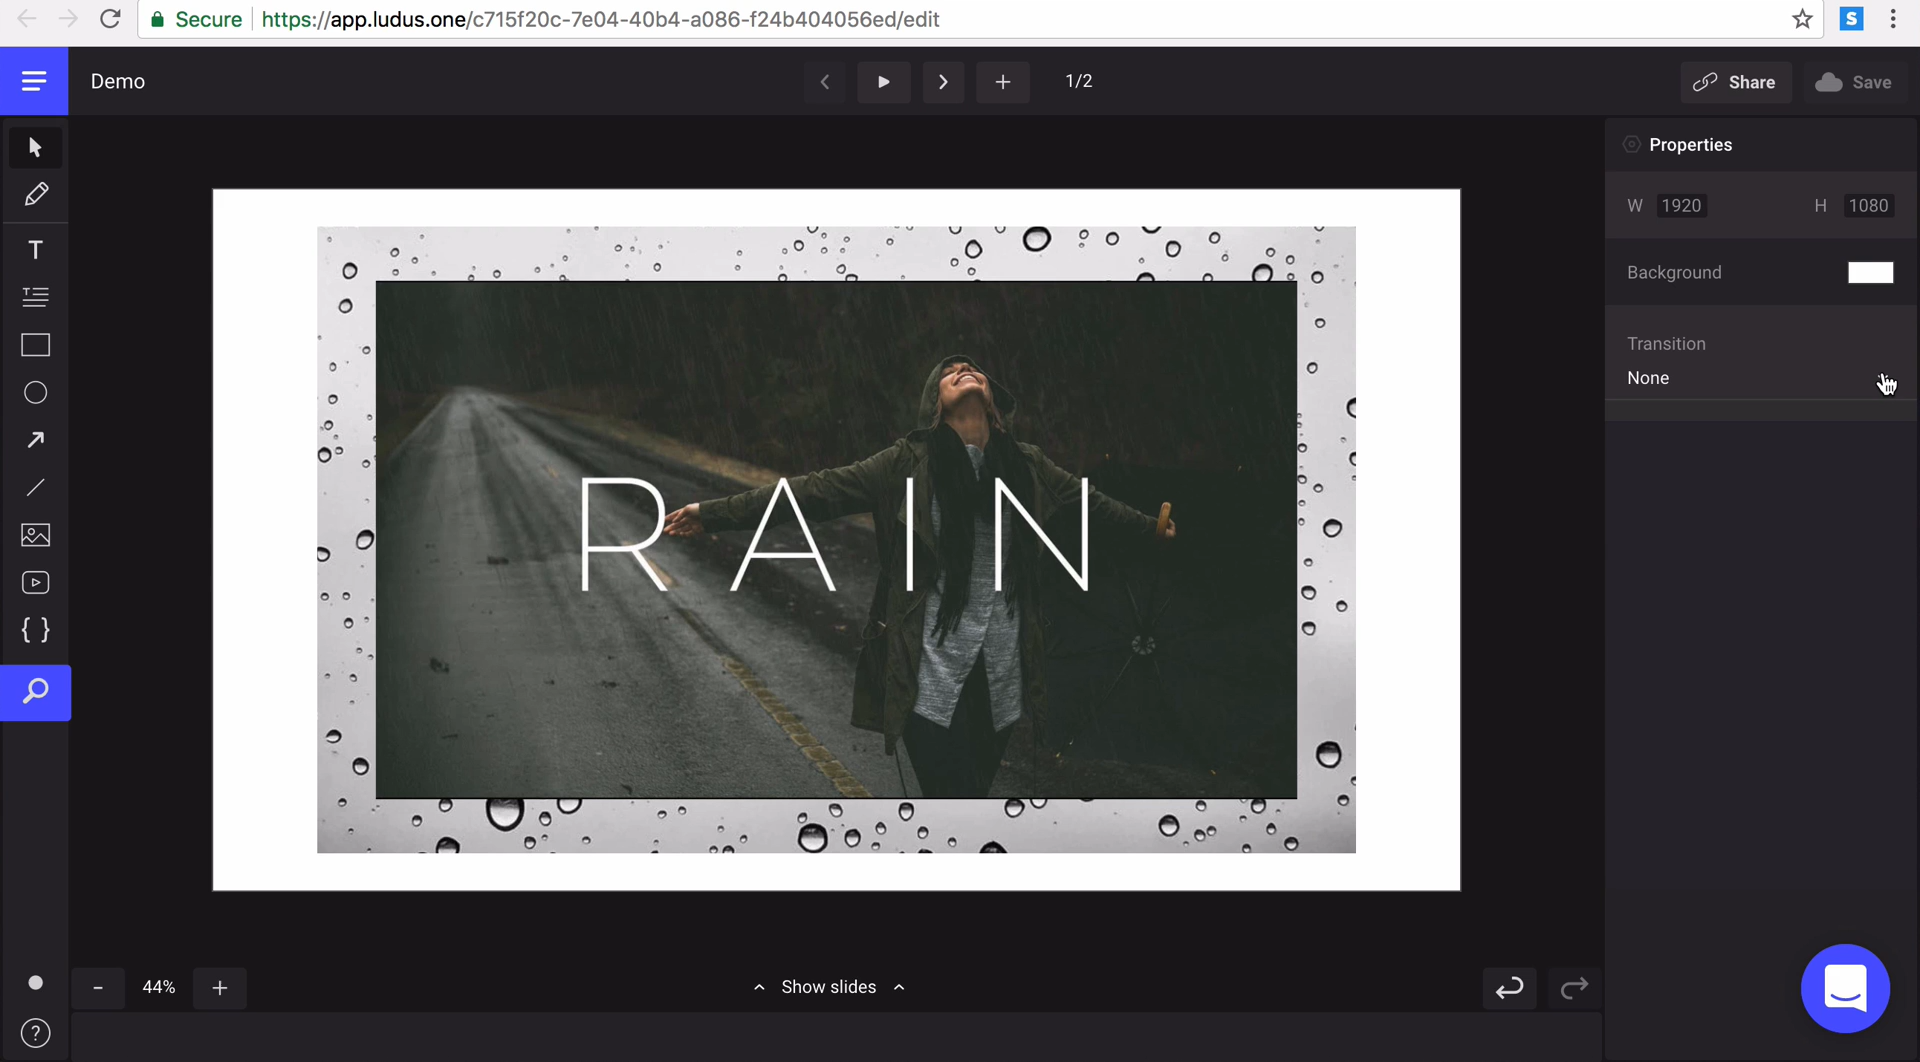 Secure
https://app.ludus.one/c715f20c-7e04-40b4-a086-f24b404056ed/edit
S
Demo
1/2
Share
Save
Properties
W 1920 H 1080
Background
Transition
None
T
RAIN
{ }
- 44% +
Show slides
?